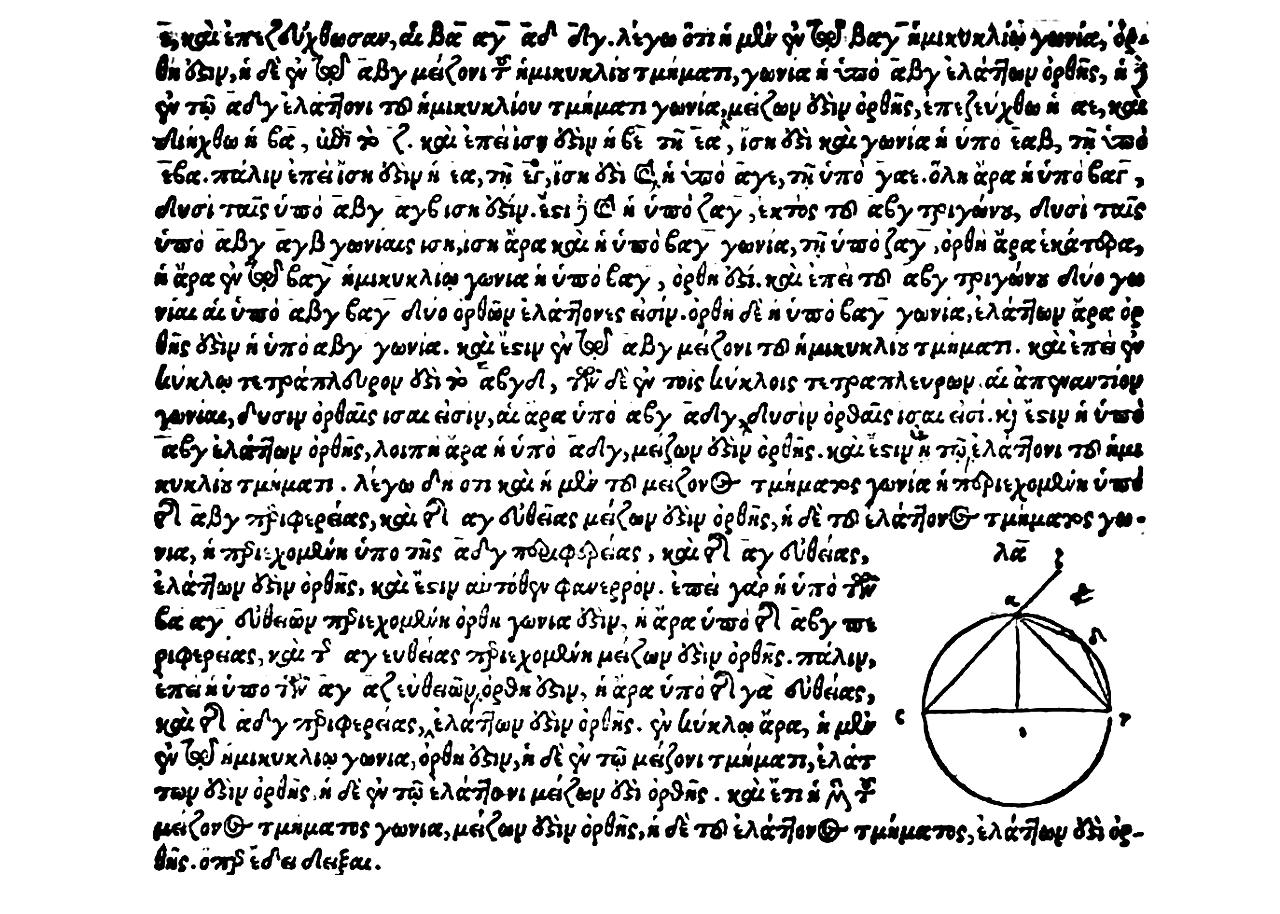 ε, καὶ ἐπεζεύχθωσαν, αἱ βα αγ αδ δγ. λέγω ὅτι ἡ μὲν ἐν τῷ βαγ ἡμικυκλίῳ γωνία, ὀρ-
θή ἐστιν, ἡ δὲ ἐν τῷ αβγ μείζονι τοῦ ἡμικυκλίου τμήματι, γωνία ἡ ὑπὸ αβγ ἐλάττων ὀρθῆς, ἡ δὲ
ἐν τῷ αδγ ἐλάττονι τοῦ ἡμικυκλίου τμήματι γωνία, μείζων ἐστὶν ὀρθῆς, ἐπεζεύχθω ἡ αε, καὶ
διήχθω ἡ βα, ἐπὶ τὸ ζ. καὶ ἐπεὶ ἴση ἐστὶν ἡ βε τῇ εα, ἴση ἐστὶ καὶ γωνία ἡ ὑπὸ εαβ, τῇ ὑπὸ
εβα. πάλιν ἐπεὶ ἴση ἐστὶν ἡ εα, τῇ εγ, ἴση ἐστὶ καὶ ἡ ὑπὸ αγε, τῇ ὑπὸ γαε. ὅλη ἄρα ἡ ὑπὸ βαγ,
δυσὶ ταῖς ὑπὸ αβγ αγβ ἴση ἐστίν. ἔστι δὲ καὶ ἡ ὑπὸ ζαγ, ἐκτὸς τοῦ αβγ τριγώνου, δυσὶ ταῖς
ὑπὸ αβγ αγβ γωνίαις ἴση, ἴση ἄρα καὶ ἡ ὑπὸ βαγ γωνία, τῇ ὑπὸ ζαγ, ὀρθὴ ἄρα ἑκάτερα,
ἡ ἄρα ἐν τῷ βαγ ἡμικυκλίῳ γωνία ἡ ὑπὸ βαγ, ὀρθή ἐστι. καὶ ἐπεὶ τοῦ αβγ τριγώνου δύο γω
νίαι αἱ ὑπὸ αβγ βαγ δύο ὀρθῶν ἐλάττονες εἰσίν. ὀρθὴ δὲ ἡ ὑπὸ βαγ γωνία, ἐλάττων ἄρα ὀρ
θῆς ἐστὶν ἡ ὑπὸ αβγ γωνία. καὶ ἔστιν ἐν τῷ αβγ μείζονι τοῦ ἡμικυκλίου τμήματι. καὶ ἐπεὶ ἐν
κύκλῳ τετράπλευρον ἐστὶ τὸ αβγδ, τῶν δὲ ἐν τοῖς κύκλοις τετραπλεύρων αἱ ἀπεναντίον
γωνίαι, δυσὶν ὀρθαῖς ἴσαι εἰσίν, αἱ ἄρα ὑπὸ αβγ αδγ, δυσὶν ὀρθαῖς ἴσαι εἰσί. καὶ ἔστιν ἡ ὑπὸ
αβγ ἐλάττων ὀρθῆς, λοιπὴ ἄρα ἡ ὑπὸ αδγ, μείζων ἐστὶν ὀρθῆς. καὶ ἔστιν ἡ τῷ ἐλάττονι τοῦ ἡμι
κυκλίου τμήματι. λέγω δὴ ὅτι καὶ ἡ μὲν τοῦ μείζονος τμήματος γωνία ἡ περιεχομένη ὑπὸ
τῆς αβγ περιφερείας, καὶ τῆς αγ εὐθείας μείζων ἐστὶν ὀρθῆς, ἡ δὲ τοῦ ἐλάττονος τμήματος γω-
νία, ἡ περιεχομένη ὑπὸ τῆς αδγ περιφερείας, καὶ τῆς αγ εὐθείας,
ἐλάττων ἐστὶν ὀρθῆς, καὶ ἔστιν αὐτόθεν φανερρόν. ἐπεὶ γὰρ ἡ ὑπὸ τῶν
βα αγ εὐθειῶν περιεχομένη ὀρθὴ γωνία ἐστίν, ἡ ἄρα ὑπὸ τῆς αβγ πε
ριφερείας, καὶ τῆς αγ εὐθείας περιεχομένη μείζων ἐστὶν ὀρθῆς. πάλιν,
ἐπεὶ ἡ ὑπὸ τῶν αγ αζ εὐθειῶν, ὀρθὴ ἐστίν, ἡ ἄρα ὑπὸ τῆς γα εὐθείας,
καὶ τῆς αδγ περιφερείας, ἐλάττων ἐστὶν ὀρθῆς. ἐν κύκλῳ ἄρα, ἡ μὲν
ἐν τῷ ἡμικυκλίῳ γωνία, ὀρθή ἐστιν, ἡ δὲ ἐν τῷ μείζονι τμήματι, ἐλάτ
των ἐστὶν ὀρθῆς, ἡ δὲ ἐν τῷ ἐλάττονι μείζων ἐστὶ ὀρθῆς. καὶ ἔτι ἡ μὲν τοῦ
μείζονος τμήματος γωνία, μείζων ἐστὶν ὀρθῆς, ἡ δὲ τοῦ ἐλάττονος τμήματος, ἐλάττων ἐστὶ ὀρ-
θῆς. ὅπερ ἔδει δεῖξαι.
λα
ζ
α
δ
β
γ